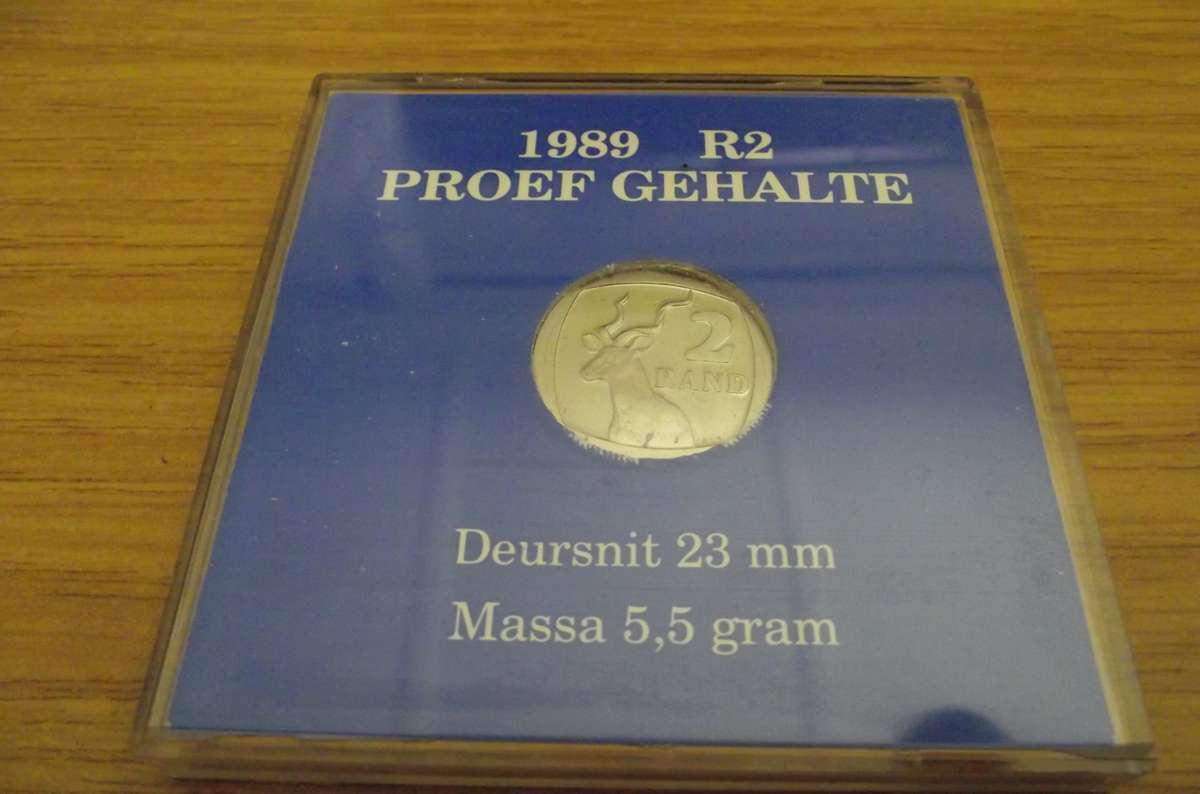 1989 R2
PROEF GEHALTE
2
RAND
Deursnit 23 mm
Massa 5,5 gram